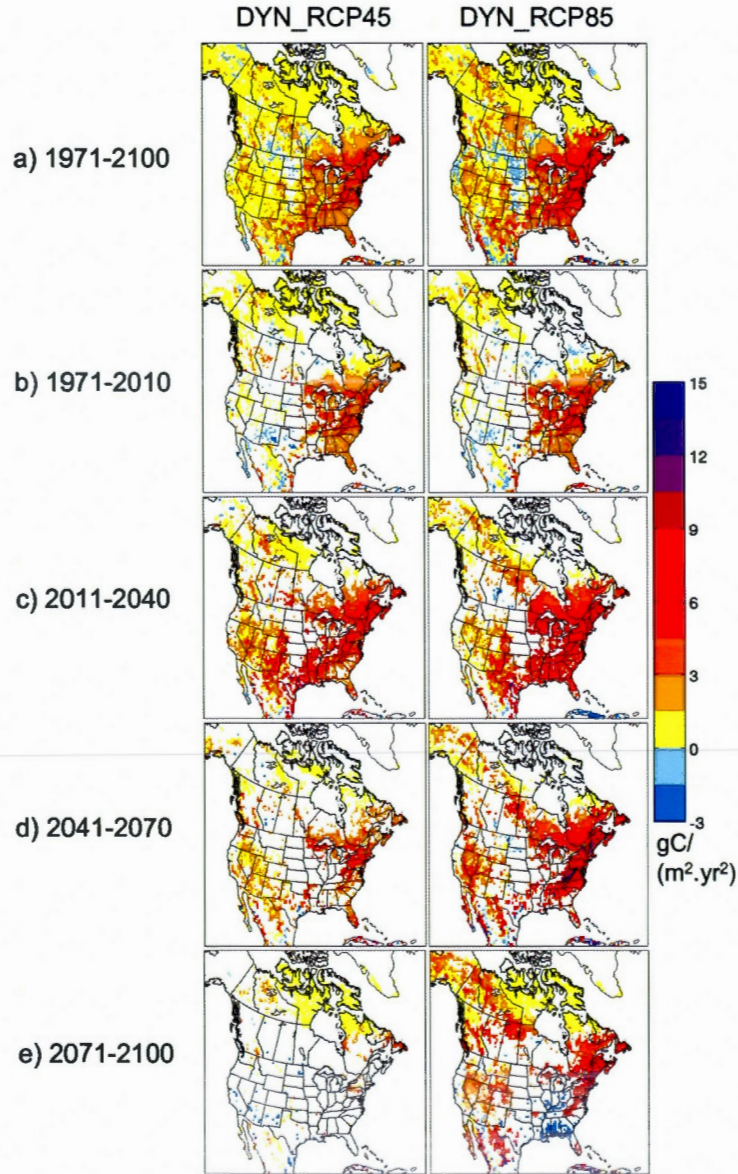 DYN_RCP45 DYN_RCP85
a) 1971-2100
b) 1971-2010
c) 2011-2040
d) 2041-2070
e) 2071-2100
15
12
9
6
3
0
-3
gC/
(m².yr²)